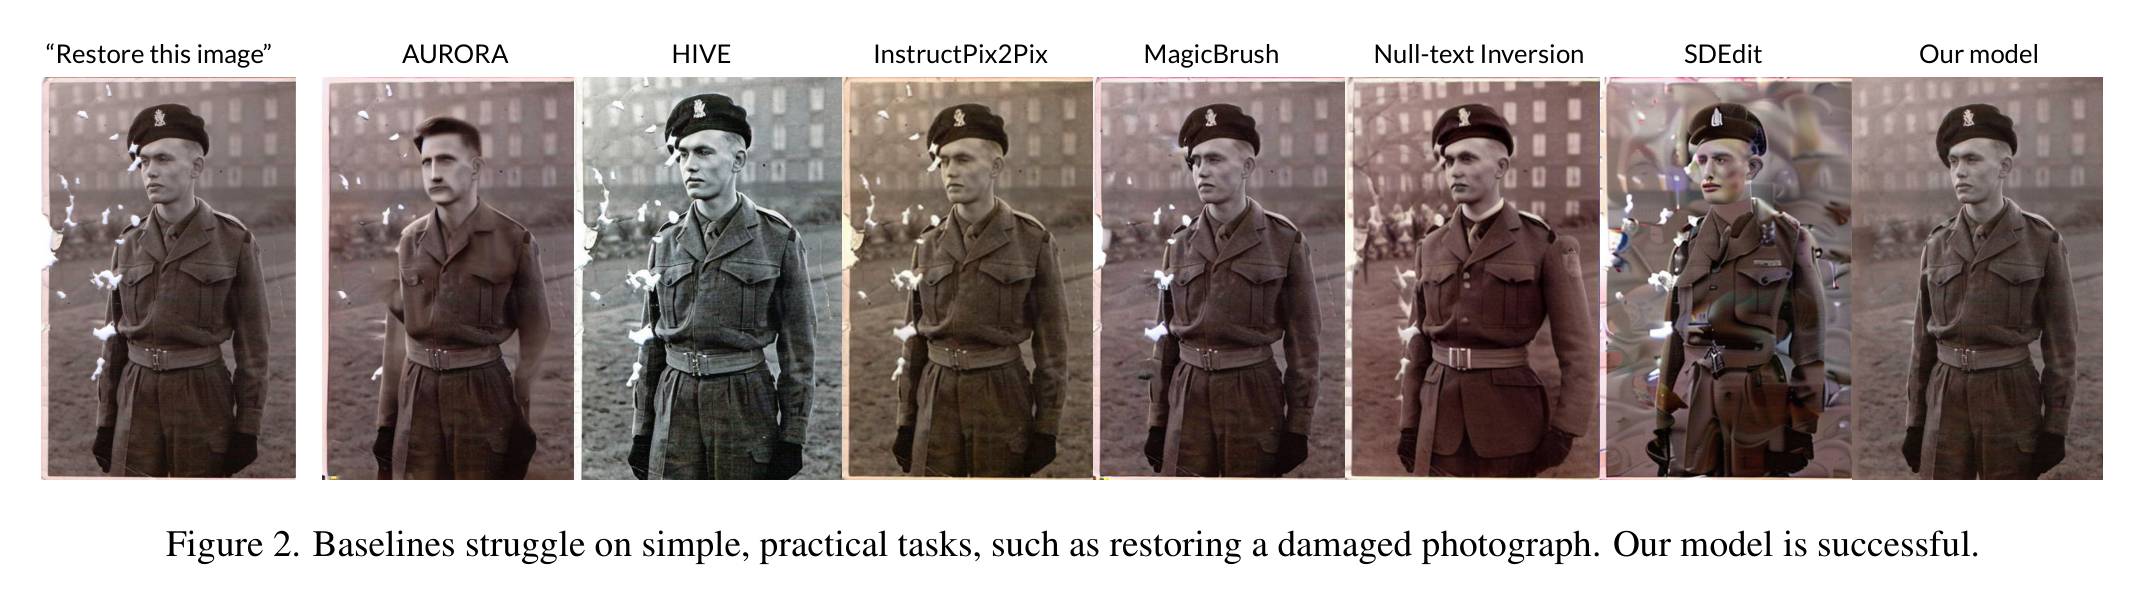 “Restore this image” AURORA HIVE InstructPix2Pix MagicBrush Null-text Inversion SDEdit Our model
Figure 2. Baselines struggle on simple, practical tasks, such as restoring a damaged photograph. Our model is successful.